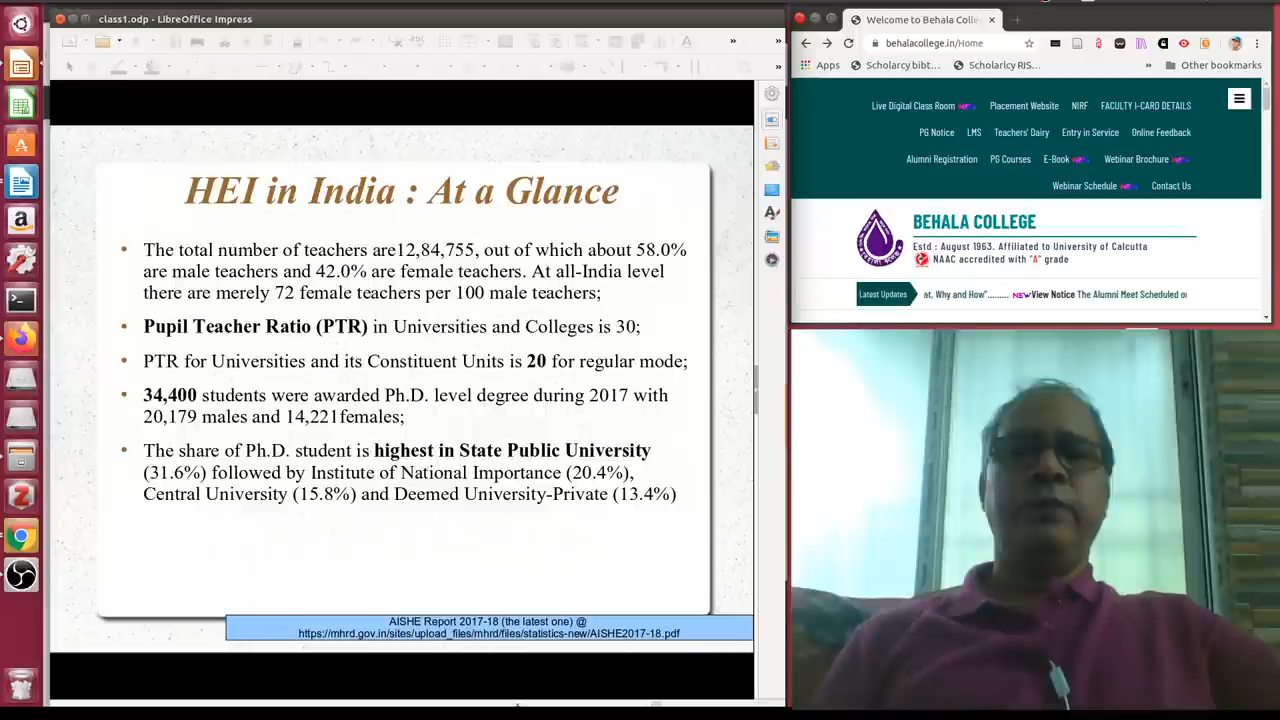 class1.odp - LibreOffice Impress
HEI in India : At a Glance
The total number of teachers are12,84,755, out of which about 58.0%
are male teachers and 42.0% are female teachers. At all-India level
there are merely 72 female teachers per 100 male teachers;
Pupil Teacher Ratio (PTR) in Universities and Colleges is 30;
PTR for Universities and its Constituent Units is 20 for regular mode;
34,400 students were awarded Ph.D. level degree during 2017 with
20,179 males and 14,221females;
The share of Ph.D. student is highest in State Public University
(31.6%) followed by Institute of National Importance (20.4%),
Central University (15.8%) and Deemed University-Private (13.4%)
AISHE Report 2017-18 (the latest one) @
https://mhrd.gov.in/sites/upload_files/mhrd/files/statistics-new/AISHE2017-18.pdf
Welcome to Behala Colle
behalacollege.in/Home
Apps Scholarcy bibt... Scholarlcy RIS... » Other bookmarks
Live Digital Class Room NEW Placement Website NIRF FACULTY I-CARD DETAILS
PG Notice LMS Teachers' Dairy Entry in Service Online Feedback
Alumni Registration PG Courses E-Book NEW Webinar Brochure NEW
Webinar Schedule NEW Contact Us
BEHALA COLLEGE
Estd : August 1963. Affiliated to University of Calcutta
NAAC accredited with "A" grade
Latest Updates at, Why and How"......... NEW View Notice The Alumni Meet Scheduled o